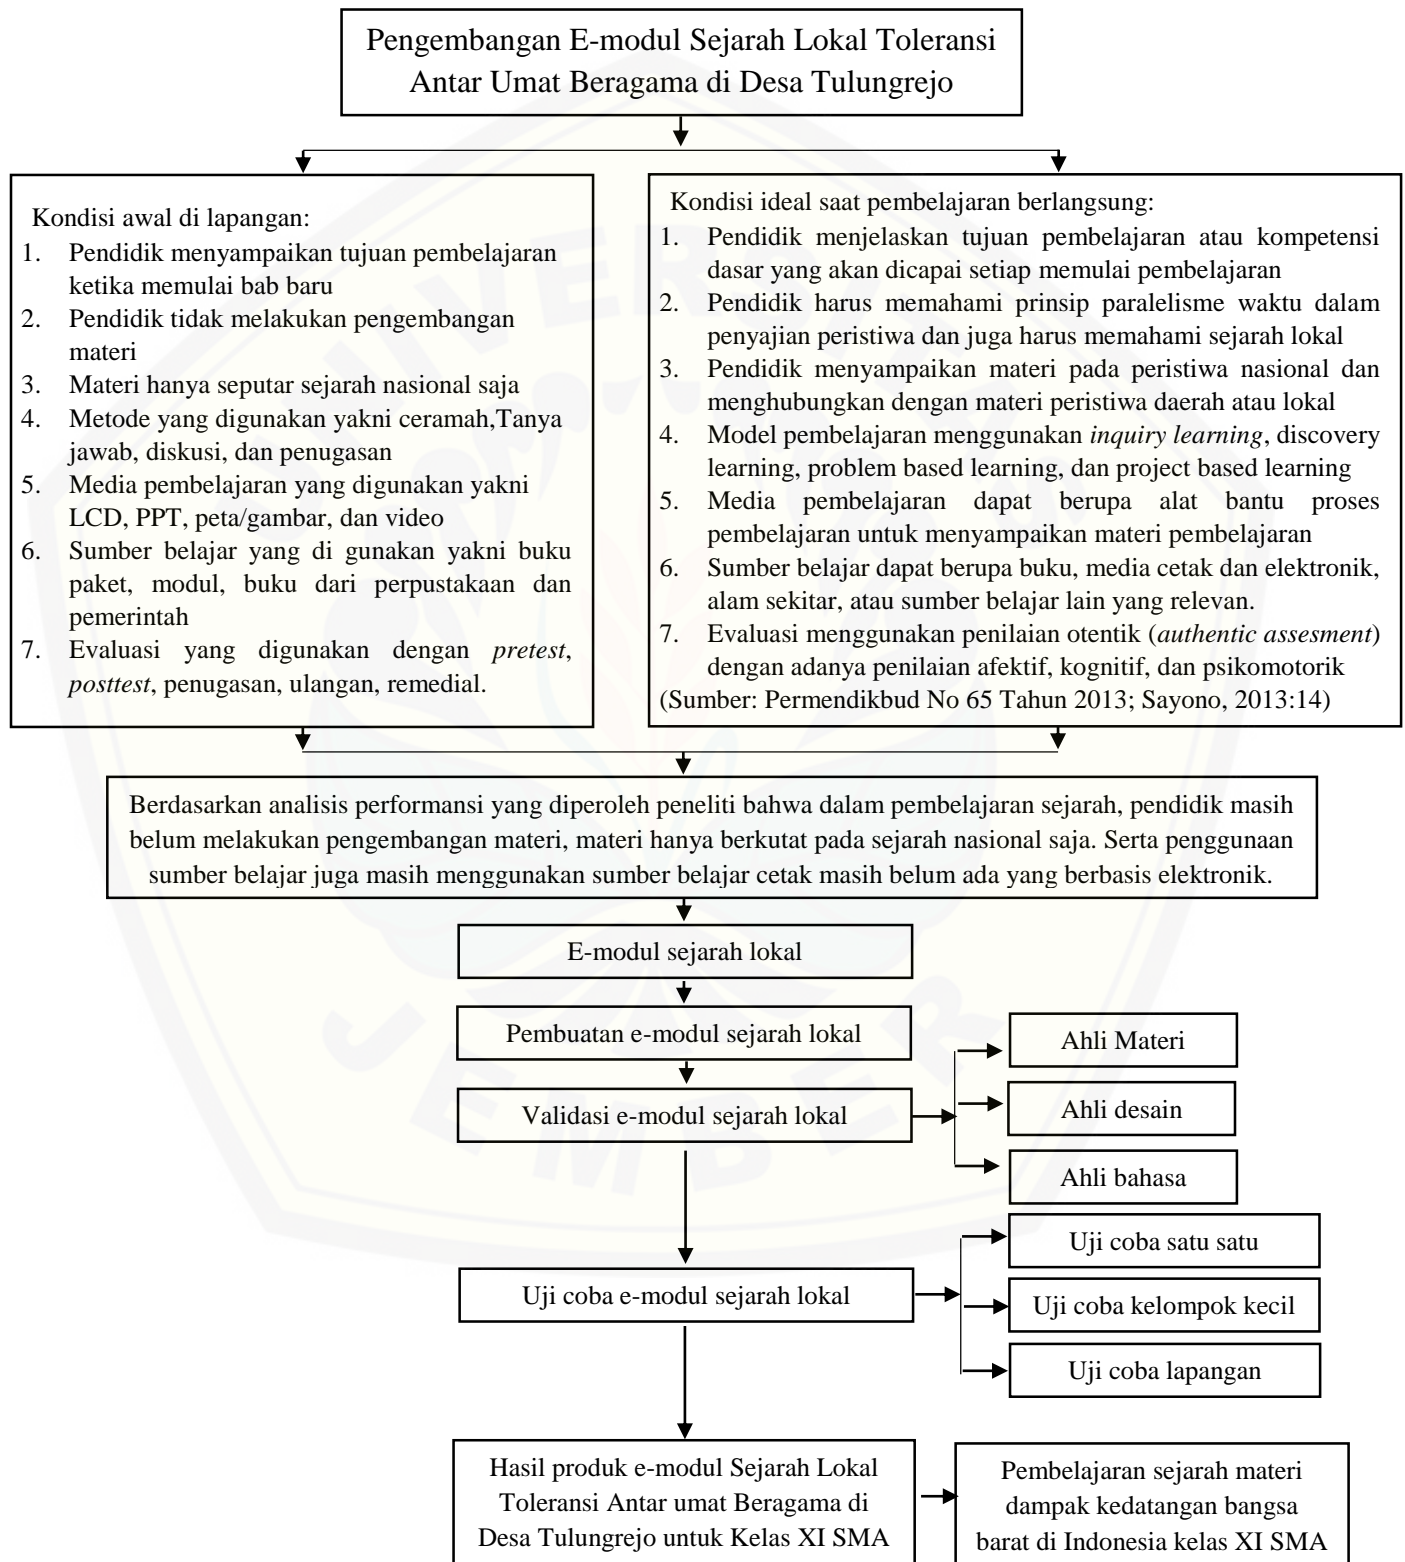 Pengembangan E-modul Sejarah Lokal Toleransi
Antar Umat Beragama di Desa Tulungrejo
Kondisi awal di lapangan:
1. Pendidik menyampaikan tujuan pembelajaran
ketika memulai bab baru
2. Pendidik tidak melakukan pengembangan
materi
3. Materi hanya seputar sejarah nasional saja
4. Metode yang digunakan yakni ceramah,Tanya
jawab, diskusi, dan penugasan
5. Media pembelajaran yang digunakan yakni
LCD, PPT, peta/gambar, dan video
6. Sumber belajar yang di gunakan yakni buku
paket, modul, buku dari perpustakaan dan
pemerintah
7. Evaluasi yang digunakan dengan pretest,
posttest, penugasan, ulangan, remedial.
Kondisi ideal saat pembelajaran berlangsung:
1. Pendidik menjelaskan tujuan pembelajaran atau kompetensi
dasar yang akan dicapai setiap memulai pembelajaran
2. Pendidik harus memahami prinsip paralelisme waktu dalam
penyajian peristiwa dan juga harus memahami sejarah lokal
3. Pendidik menyampaikan materi pada peristiwa nasional dan
menghubungkan dengan materi peristiwa daerah atau lokal
4. Model pembelajaran menggunakan inquiry learning, discovery
learning, problem based learning, dan project based learning
5. Media pembelajaran dapat berupa alat bantu proses
pembelajaran untuk menyampaikan materi pembelajaran
6. Sumber belajar dapat berupa buku, media cetak dan elektronik,
alam sekitar, atau sumber belajar lain yang relevan.
7. Evaluasi menggunakan penilaian otentik (authentic assesment)
dengan adanya penilaian afektif, kognitif, dan psikomotorik
(Sumber: Permendikbud No 65 Tahun 2013; Sayono, 2013:14)
Berdasarkan analisis performansi yang diperoleh peneliti bahwa dalam pembelajaran sejarah, pendidik masih
belum melakukan pengembangan materi, materi hanya berkutat pada sejarah nasional saja. Serta penggunaan
sumber belajar juga masih menggunakan sumber belajar cetak masih belum ada yang berbasis elektronik.
E-modul sejarah lokal
Pembuatan e-modul sejarah lokal
Validasi e-modul sejarah lokal
Ahli Materi
Ahli desain
Ahli bahasa
Uji coba e-modul sejarah lokal
Uji coba satu satu
Uji coba kelompok kecil
Uji coba lapangan
Hasil produk e-modul Sejarah Lokal
Toleransi Antar umat Beragama di
Desa Tulungrejo untuk Kelas XI SMA
Pembelajaran sejarah materi
dampak kedatangan bangsa
barat di Indonesia kelas XI SMA
UNIVERSITAS
JEMBER